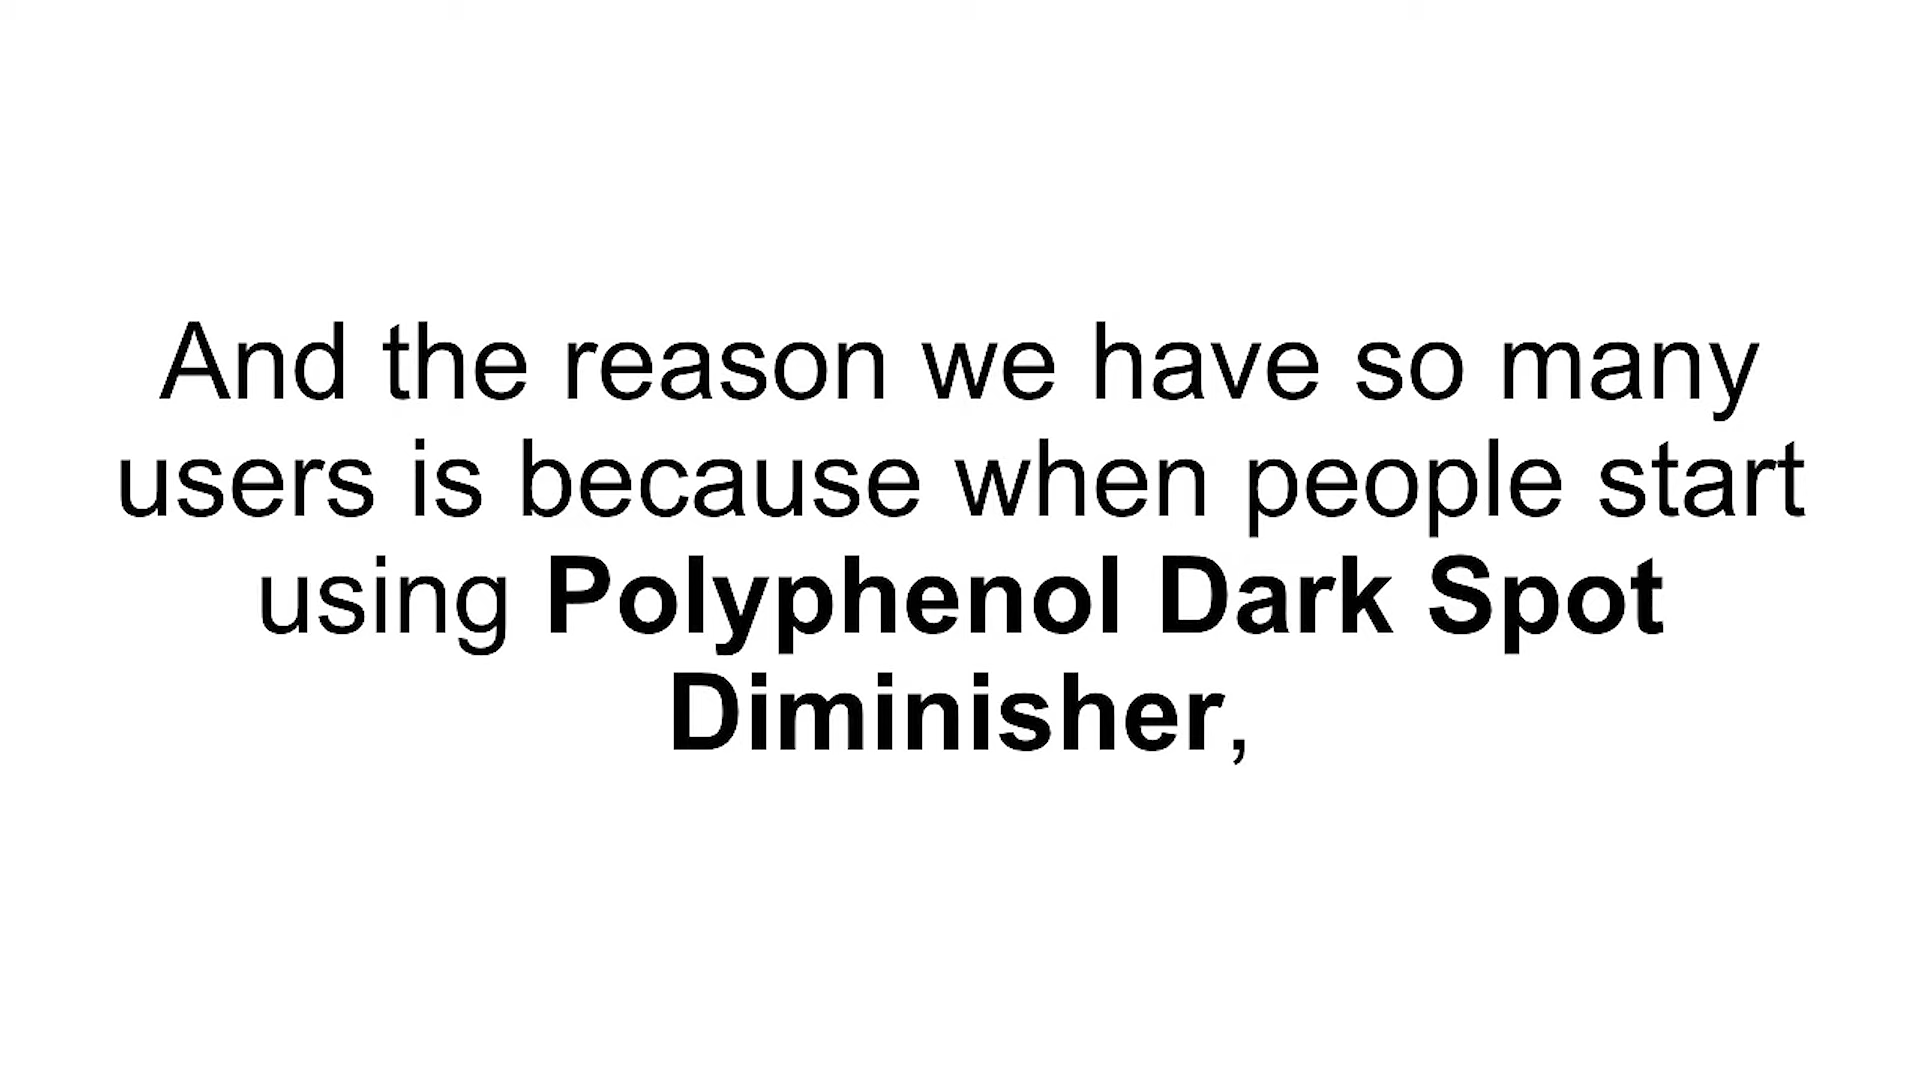 And the reason we have so many
users is because when people start
using Polyphenol Dark Spot
Diminisher,